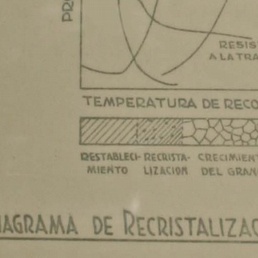 PR
RESIS
A LA TRA
TEMPERATURA DE RECO
RESTABLECI- RECRISTA- CRECIMIENT
MIENTO LIZACION DEL GRAN
IAGRAMA DE RECRISTALIZAC